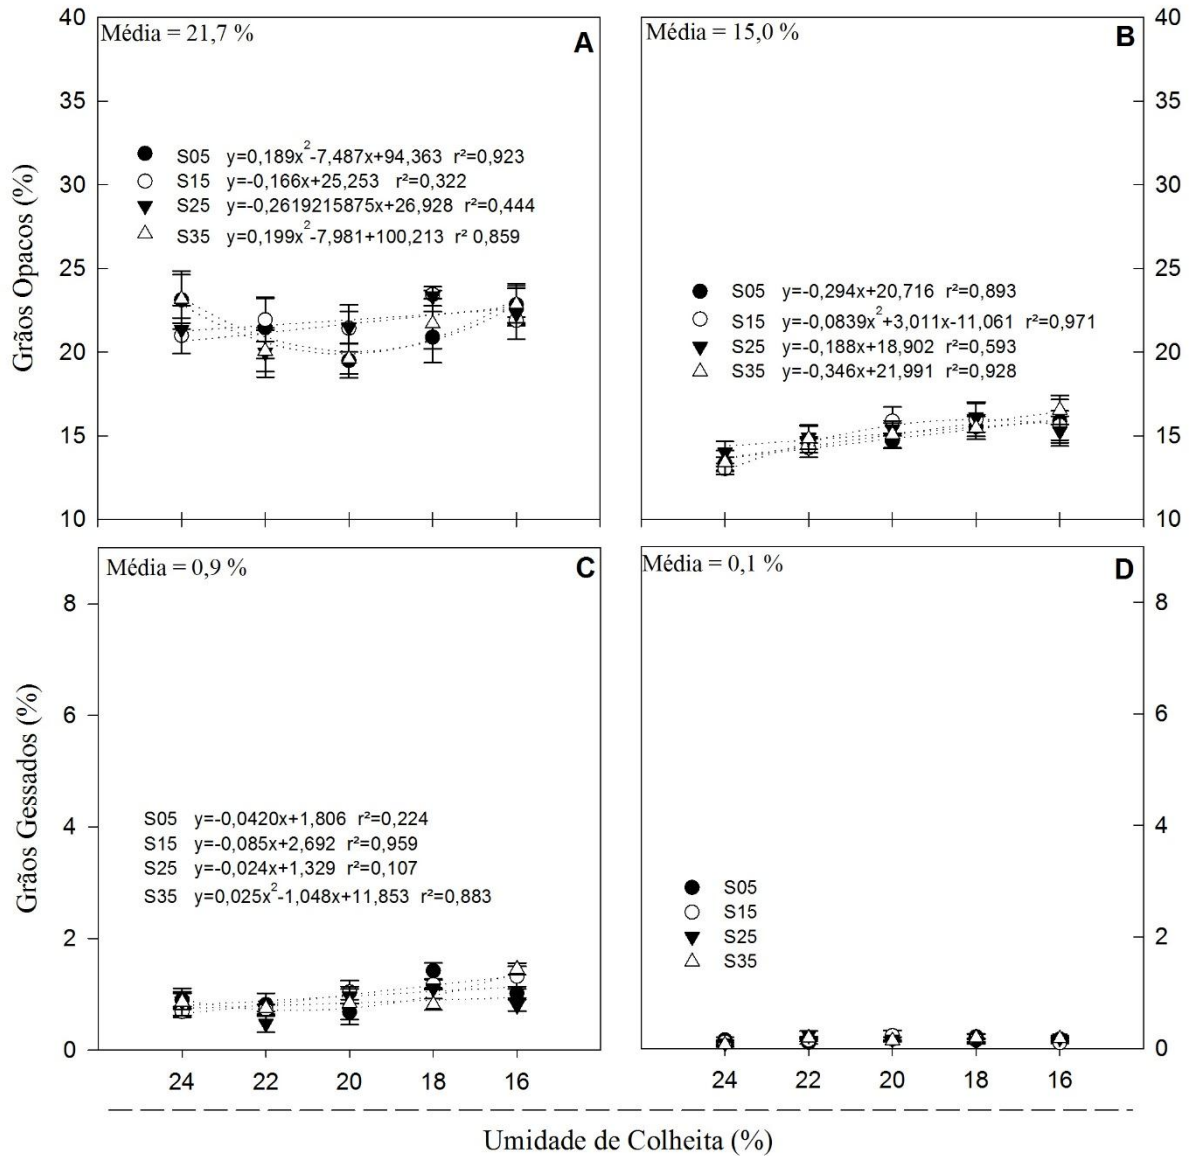 Média = 21,7 %
A
S05 y=0,189x²-7,487x+94,363 r²=0,923
S15 y=-0,166x+25,253 r²=0,322
S25 y=-0,2619215875x+26,928 r²=0,444
S35 y=0,199x²-7,981+100,213 r² 0,859
40
35
30
25
20
15
10
Grãos Opacos (%)
Média = 15,0 %
B
S05 y=-0,294x+20,716 r²=0,893
S15 y=-0,0839x²+3,011x-11,061 r²=0,971
S25 y=-0,188x+18,902 r²=0,593
S35 y=-0,346x+21,991 r²=0,928
40
35
30
25
20
15
10
Média = 0,9 %
C
S05 y=-0,0420x+1,806 r²=0,224
S15 y=-0,085x+2,692 r²=0,959
S25 y=-0,024x+1,329 r²=0,107
S35 y=0,025x²-1,048x+11,853 r²=0,883
8
6
4
2
0
Grãos Gessados (%)
24 22 20 18 16
Média = 0,1 %
D
S05
S15
S25
S35
8
6
4
2
0
24 22 20 18 16
Umidade de Colheita (%)